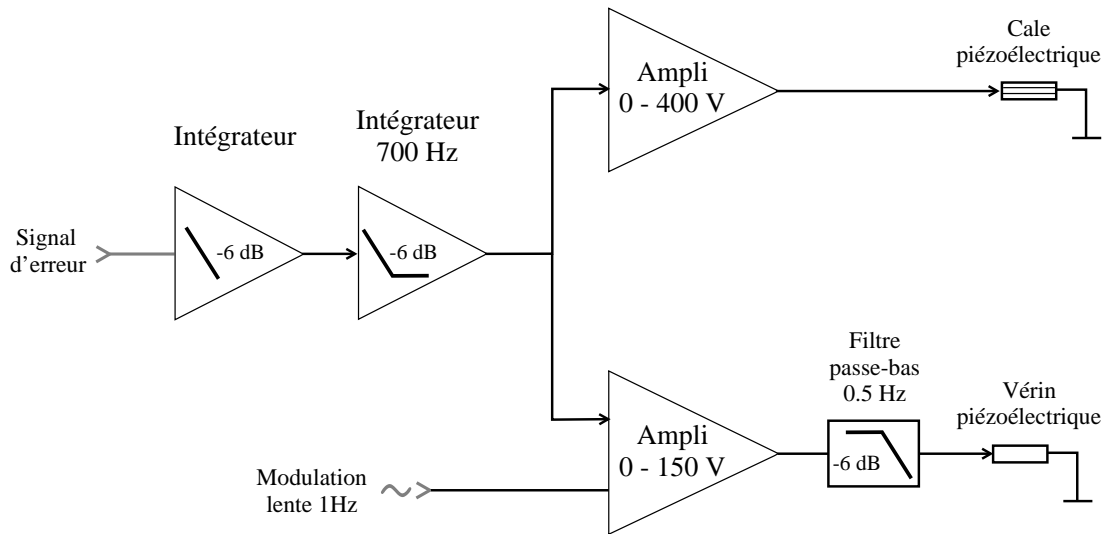 Cale
piézoélectrique
Ampli
0 - 400 V
Intégrateur
Intégrateur
700 Hz
Signal
d’erreur
-6 dB
-6 dB
Filtre
passe-bas
0.5 Hz
Vérin
piézoélectrique
Ampli
0 - 150 V
-6 dB
Modulation
lente 1Hz